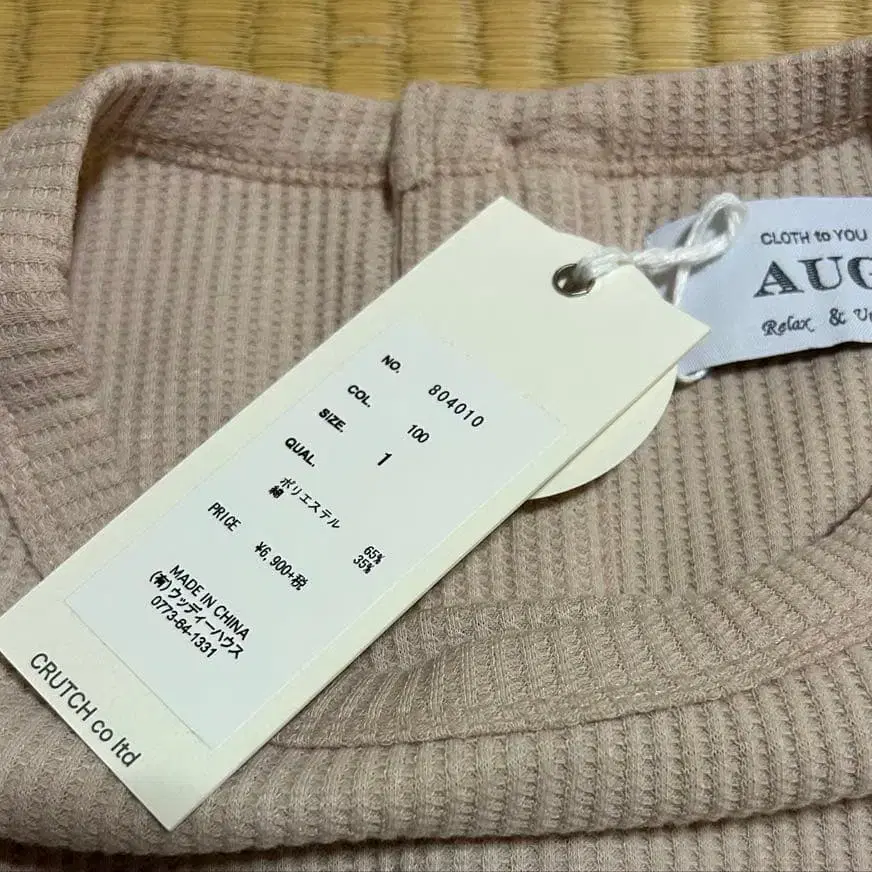 NO. 804010
COL. 100
SIZE. 1
QUAL. ポリエステル 65%
綿 35%
PRICE ¥6,900+税
MADE IN CHINA
(有)ウッディーハウス
0773-84-1331
CRUTCH co ltd
CLOTH to YOU
AUG
Relax &